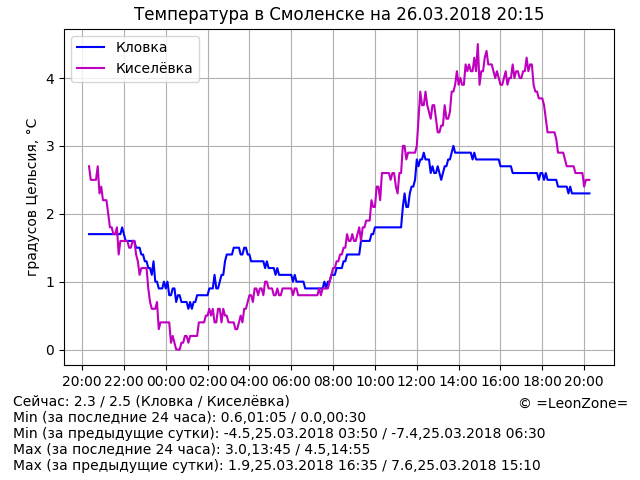 Температура в Смоленске на 26.03.2018 20:15
Кловка
Киселёвка
градусов Цельсия, °C
4
3
2
1
0
20:00 22:00 00:00 02:00 04:00 06:00 08:00 10:00 12:00 14:00 16:00 18:00 20:00
Сейчас: 2.3 / 2.5 (Кловка / Киселёвка)
© =LeonZone=
Min (за последние 24 часа): 0.6,01:05 / 0.0,00:30
Min (за предыдущие сутки): -4.5,25.03.2018 03:50 / -7.4,25.03.2018 06:30
Max (за последние 24 часа): 3.0,13:45 / 4.5,14:55
Max (за предыдущие сутки): 1.9,25.03.2018 16:35 / 7.6,25.03.2018 15:10